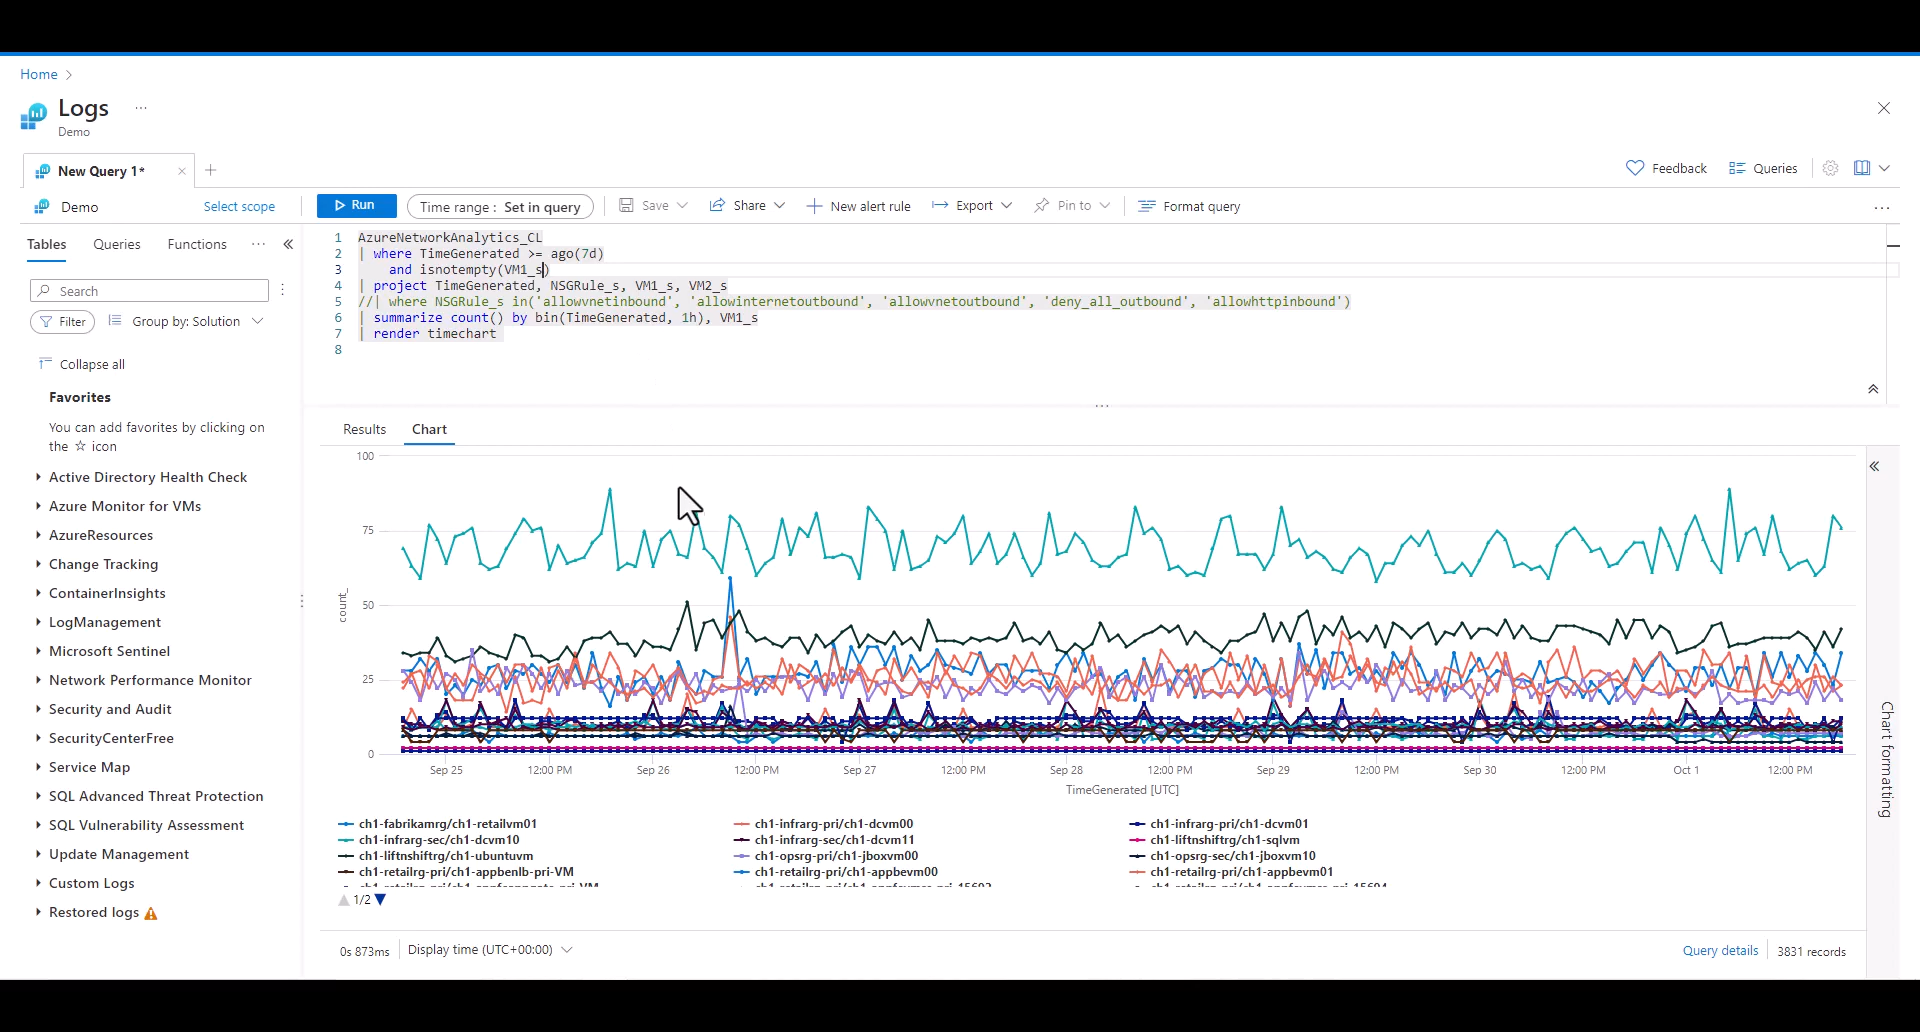 Home
Logs ...
Demo
New Query 1*
Feedback
Queries
Demo
Select scope
Run
Time range : Set in query
Save
Share
New alert rule
Export
Pin to
Format query
...
Tables
Queries
Functions
...
Search
Filter
Group by: Solution
Collapse all
Favorites
You can add favorites by clicking on
the ☆ icon
Active Directory Health Check
Azure Monitor for VMs
AzureResources
Change Tracking
ContainerInsights
LogManagement
Microsoft Sentinel
Network Performance Monitor
Security and Audit
SecurityCenterFree
Service Map
SQL Advanced Threat Protection
SQL Vulnerability Assessment
Update Management
Custom Logs
Restored logs
1 AzureNetworkAnalytics_CL
2 | where TimeGenerated >= ago(7d)
3 and isnotempty(VM1_s)
4 | project TimeGenerated, NSGRule_s, VM1_s, VM2_s
5 //| where NSGRule_s in('allowvnetinbound', 'allowinternetoutbound', 'allowvnetoutbound', 'deny_all_outbound', 'allowhttpinbound')
6 | summarize count() by bin(TimeGenerated, 1h), VM1_s
7 | render timechart
8
Results
Chart
100
75
50
25
0
count_
Sep 25
12:00 PM
Sep 26
12:00 PM
Sep 27
12:00 PM
Sep 28
12:00 PM
Sep 29
12:00 PM
Sep 30
12:00 PM
Oct 1
12:00 PM
TimeGenerated [UTC]
Chart formatting
ch1-fabrikamrg/ch1-retailvm01
ch1-infrarg-pri/ch1-dcvm00
ch1-infrarg-pri/ch1-dcvm01
ch1-infrarg-sec/ch1-dcvm10
ch1-infrarg-sec/ch1-dcvm11
ch1-liftnshiftrg/ch1-sqlvm
ch1-liftnshiftrg/ch1-ubuntuvm
ch1-opsrg-pri/ch1-jboxvm00
ch1-opsrg-sec/ch1-jboxvm10
ch1-retailrg-pri/ch1-appbenlb-pri-VM
ch1-retailrg-pri/ch1-appbevm00
ch1-retailrg-pri/ch1-appbevm01
1/2
0s 873ms
Display time (UTC+00:00)
Query details
3831 records